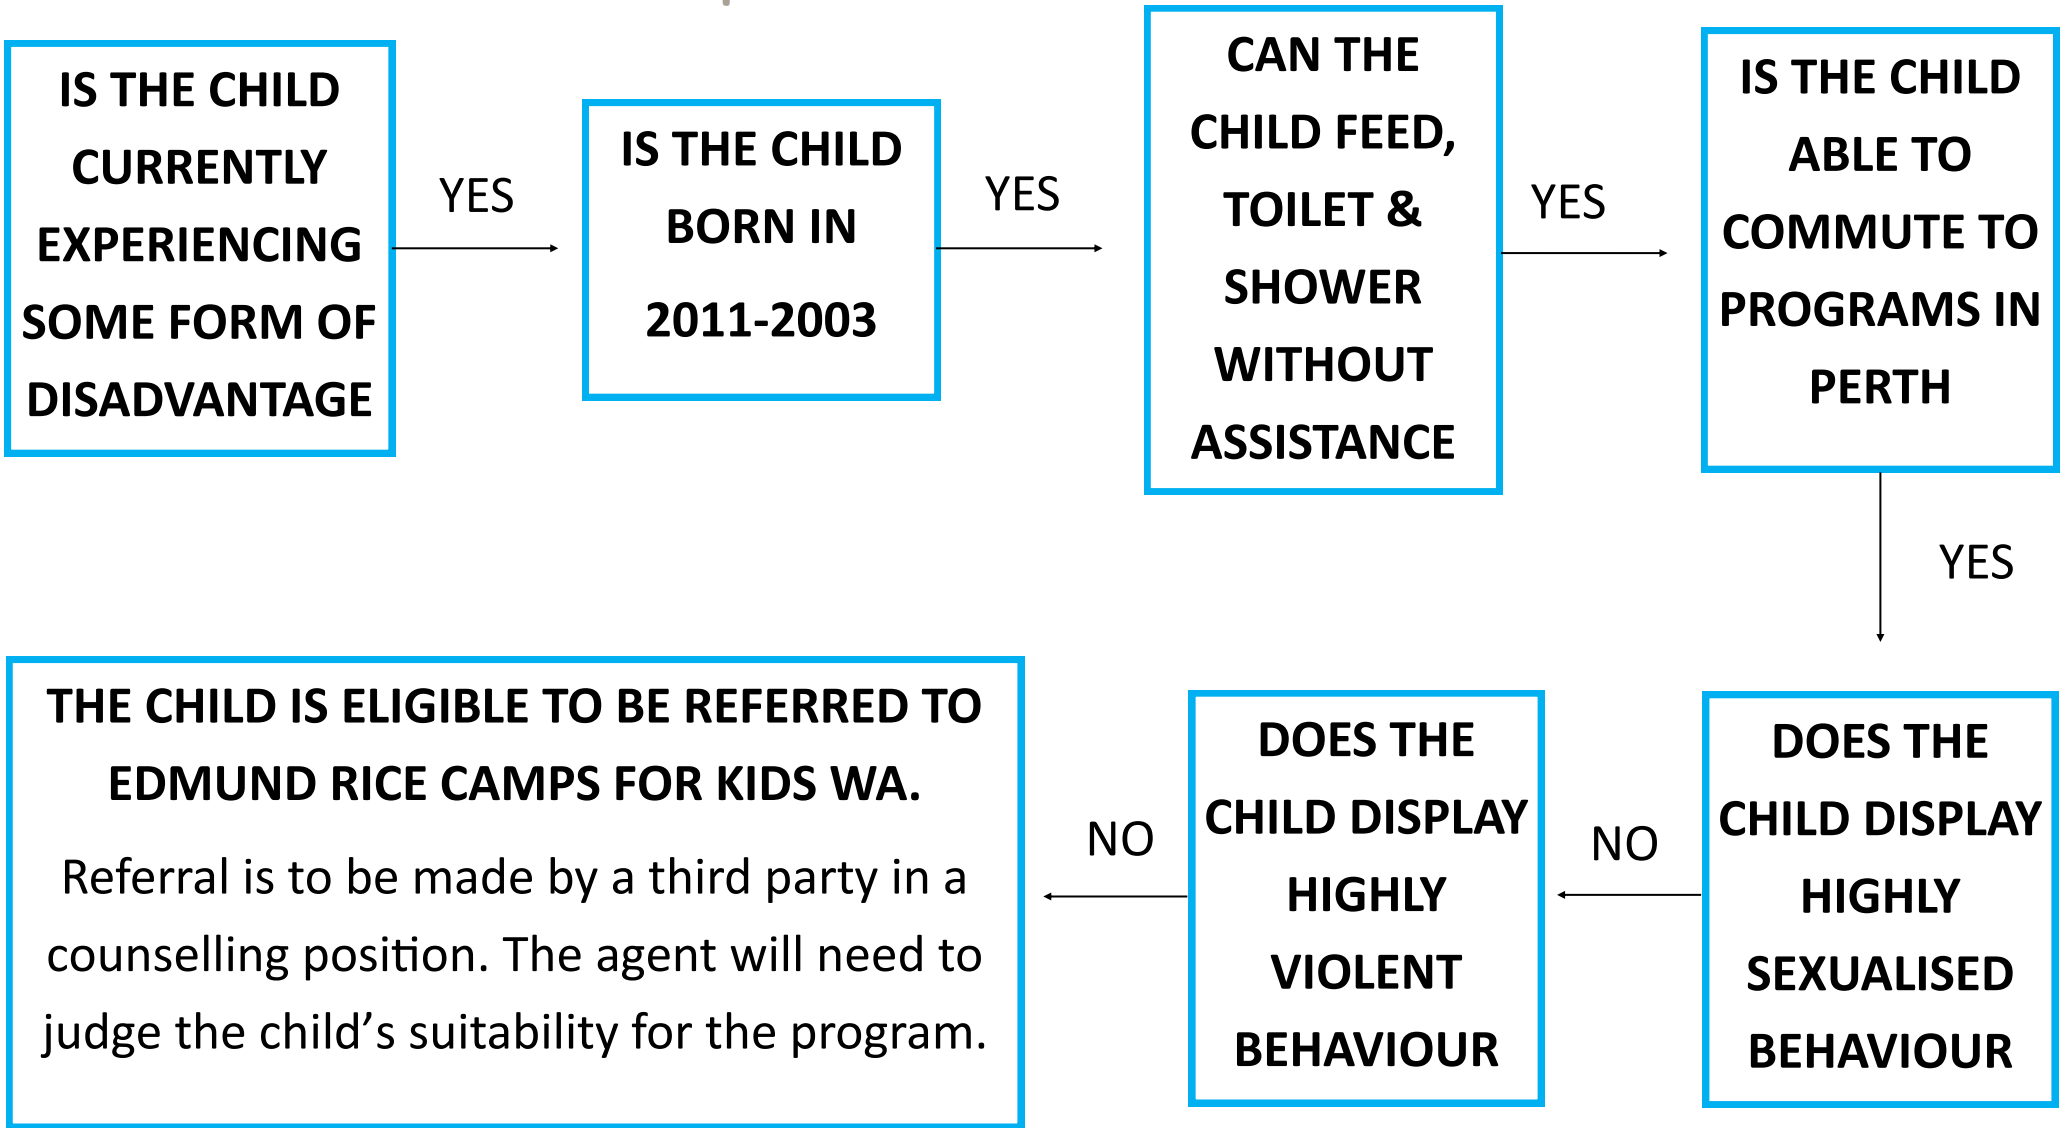 IS THE CHILD
CURRENTLY
EXPERIENCING
SOME FORM OF
DISADVANTAGE
YES
IS THE CHILD
BORN IN
2011-2003
YES
CAN THE
CHILD FEED,
TOILET &
SHOWER
WITHOUT
ASSISTANCE
YES
IS THE CHILD
ABLE TO
COMMUTE TO
PROGRAMS IN
PERTH
YES
DOES THE
CHILD DISPLAY
HIGHLY
SEXUALISED
BEHAVIOUR
NO
DOES THE
CHILD DISPLAY
HIGHLY
VIOLENT
BEHAVIOUR
NO
THE CHILD IS ELIGIBLE TO BE REFERRED TO
EDMUND RICE CAMPS FOR KIDS WA.
Referral is to be made by a third party in a
counselling position. The agent will need to
judge the child’s suitability for the program.